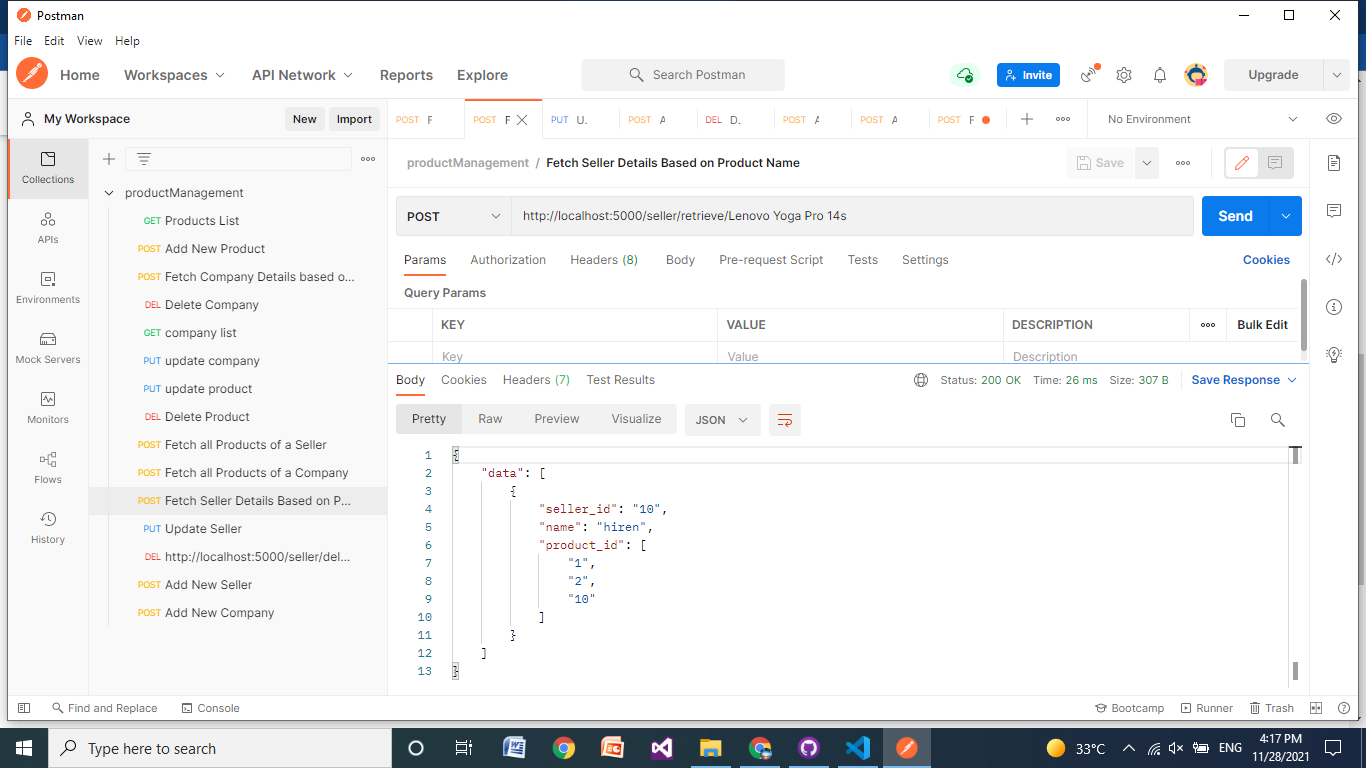 Postman
File Edit View Help
Home Workspaces API Network Reports Explore Search Postman Invite Upgrade
My Workspace New Import POST F POST F PUT U. POST A DEL D. POST A POST A POST F No Environment
productManagement / Fetch Seller Details Based on Product Name Save
Collections
APIs
Environments
Mock Servers
Monitors
Flows
History
productManagement
GET Products List
POST Add New Product
POST Fetch Company Details based o...
DEL Delete Company
GET company list
PUT update company
PUT update product
DEL Delete Product
POST Fetch all Products of a Seller
POST Fetch all Products of a Company
POST Fetch Seller Details Based on P...
PUT Update Seller
DEL http://localhost:5000/seller/del...
POST Add New Seller
POST Add New Company
POST http://localhost:5000/seller/retrieve/Lenovo Yoga Pro 14s Send
Params Authorization Headers (8) Body Pre-request Script Tests Settings Cookies
Query Params
KEY VALUE DESCRIPTION Bulk Edit
Key Value Description
Body Cookies Headers (7) Test Results Status: 200 OK Time: 26 ms Size: 307 B Save Response
Pretty Raw Preview Visualize JSON
1 {
2 "data": [
3 {
4 "seller_id": "10",
5 "name": "hiren",
6 "product_id": [
7 "1",
8 "2",
9 "10"
10 ]
11 }
12 ]
13 }
Find and Replace Console Bootcamp Runner Trash
Type here to search 33°C ENG 4:17 PM
11/28/2021